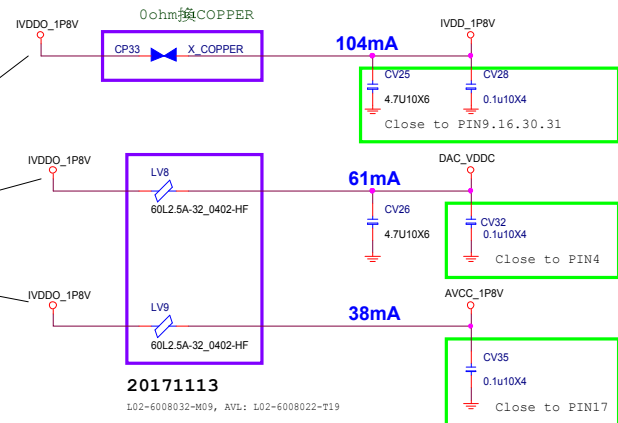 0ohm換COPPER
IVDDO_1P8V
IVDD_1P8V
CP33
X_COPPER
104mA
CV25
4.7U10X6
CV28
0.1u10X4
Close to PIN9.16.30.31
IVDDO_1P8V
DAC_VDDC
LV8
60L2.5A-32_0402-HF
61mA
CV26
4.7U10X6
CV32
0.1u10X4
Close to PIN4
IVDDO_1P8V
AVCC_1P8V
LV9
60L2.5A-32_0402-HF
38mA
CV35
0.1u10X4
Close to PIN17
20171113
L02-6008032-M09, AVL: L02-6008022-T19